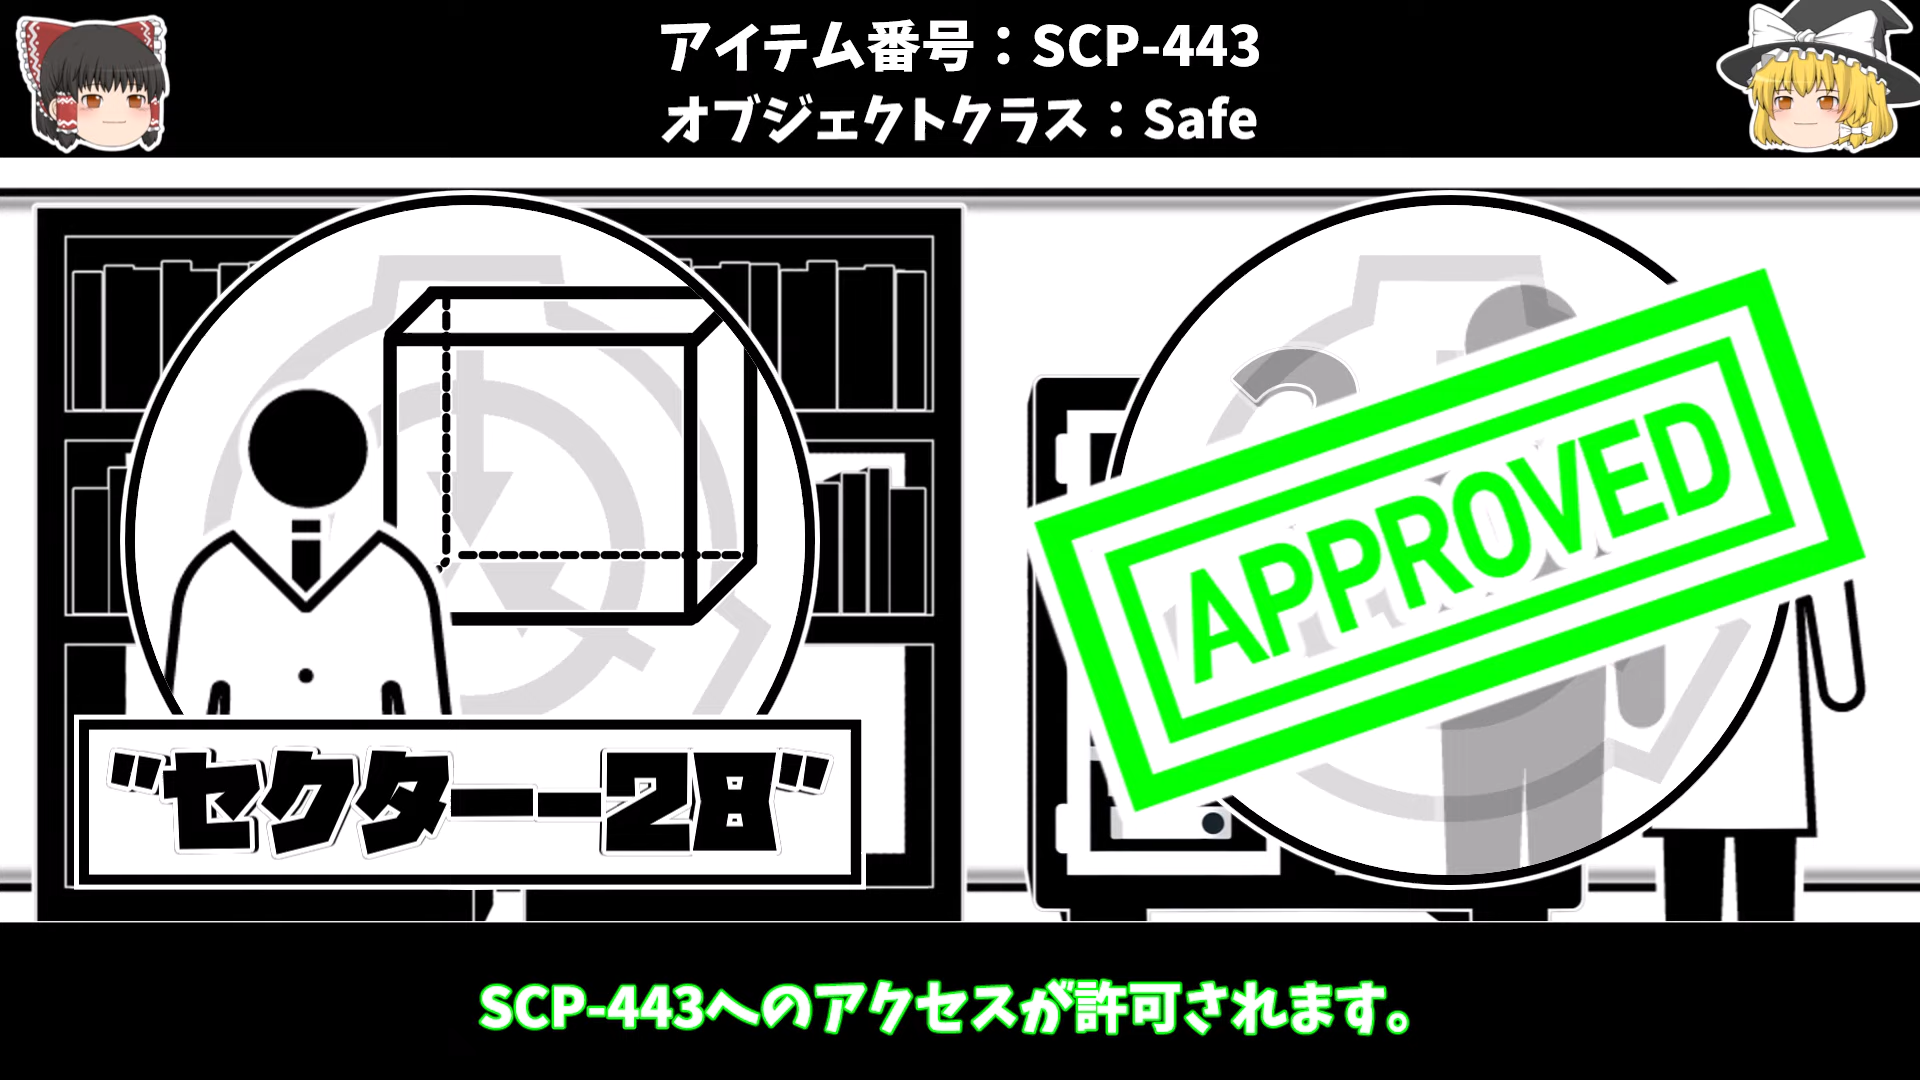 アイテム番号：SCP-443
オブジェクトクラス：Safe
APPROVED
"セクター―28"
SCP-443へのアクセスが許可されます。